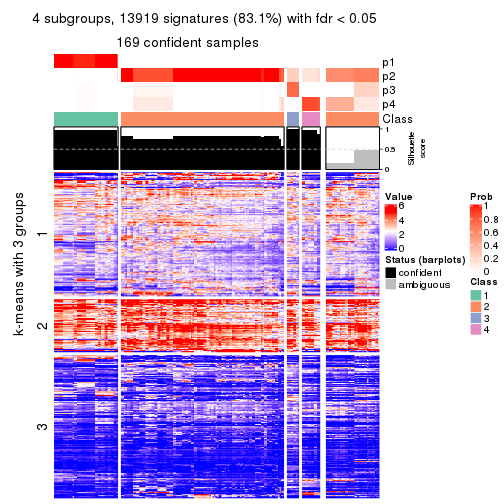 4 subgroups, 13919 signatures (83.1%) with fdr < 0.05
169 confident samples
p1
p2
p3
p4
Class
1
0.5
0
Silhouette
score
k-means with 3 groups
1
2
3
Value
6
4
2
0
Status (barplots)
confident
ambiguous
Prob
1
0.8
0.6
0.4
0.2
0
Class
1
2
3
4